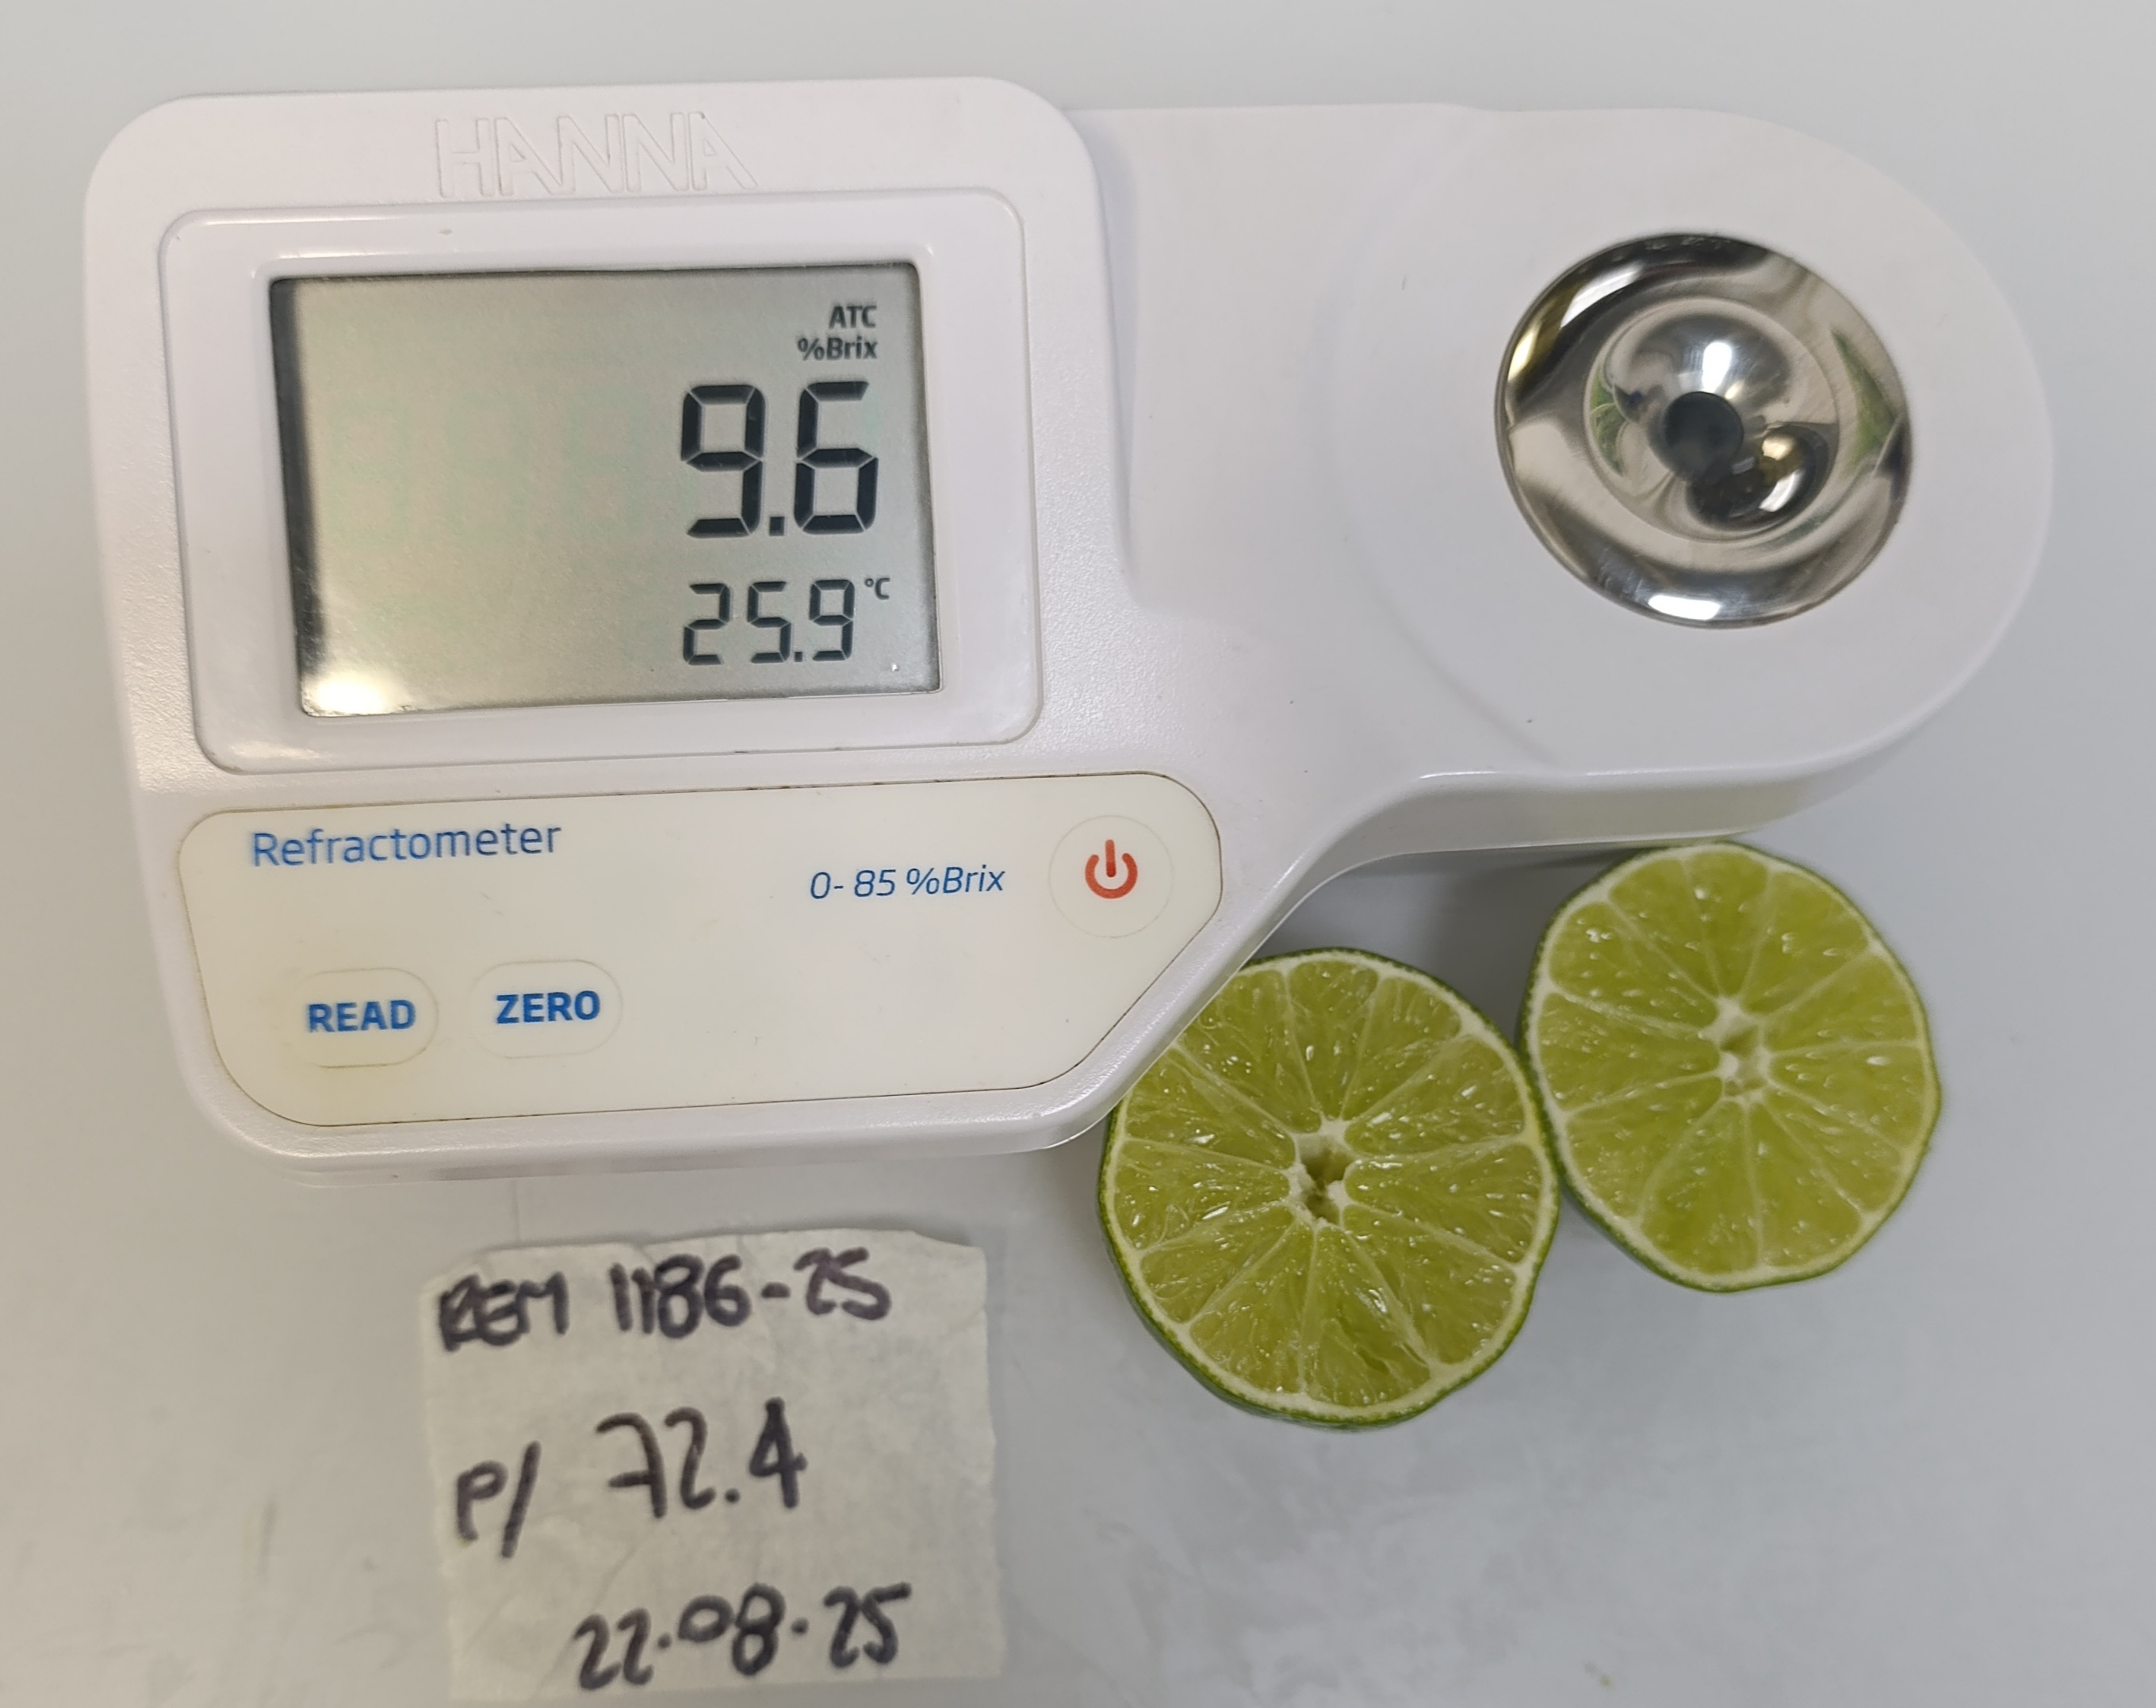 HANNA
ATC
%Brix
9.6
25.9 °C
Refractometer
0-85 %Brix
READ
ZERO
REM 1186-25
P/ 72.4
22.08.25